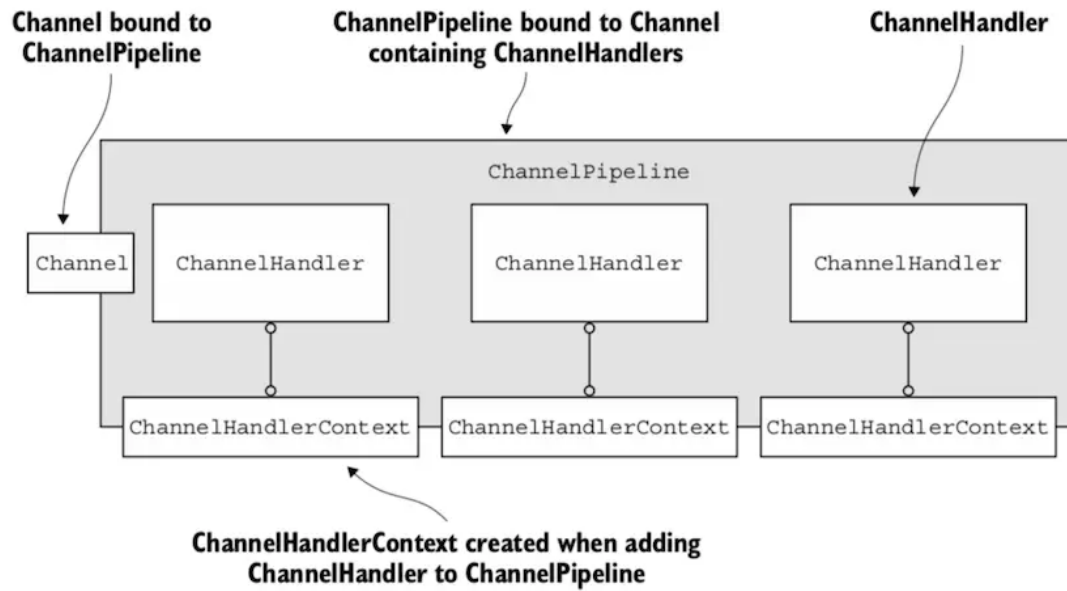 Channel bound to
ChannelPipeline
ChannelPipeline bound to Channel
containing ChannelHandlers
ChannelHandler
ChannelPipeline
Channel
ChannelHandler
ChannelHandler
ChannelHandler
ChannelHandlerContext
ChannelHandlerContext
ChannelHandlerContext
ChannelHandlerContext created when adding
ChannelHandler to ChannelPipeline